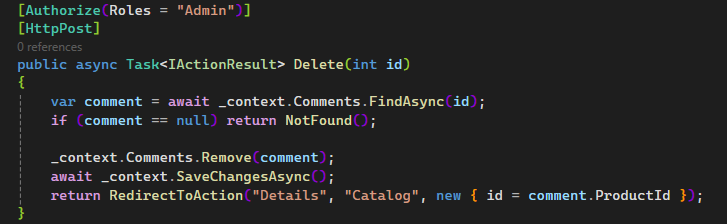 [Authorize(Roles = "Admin")]
[HttpPost]
0 references
public async Task<IActionResult> Delete(int id)
{
    var comment = await _context.Comments.FindAsync(id);
    if (comment == null) return NotFound();

    _context.Comments.Remove(comment);
    await _context.SaveChangesAsync();
    return RedirectToAction("Details", "Catalog", new { id = comment.ProductId });
}